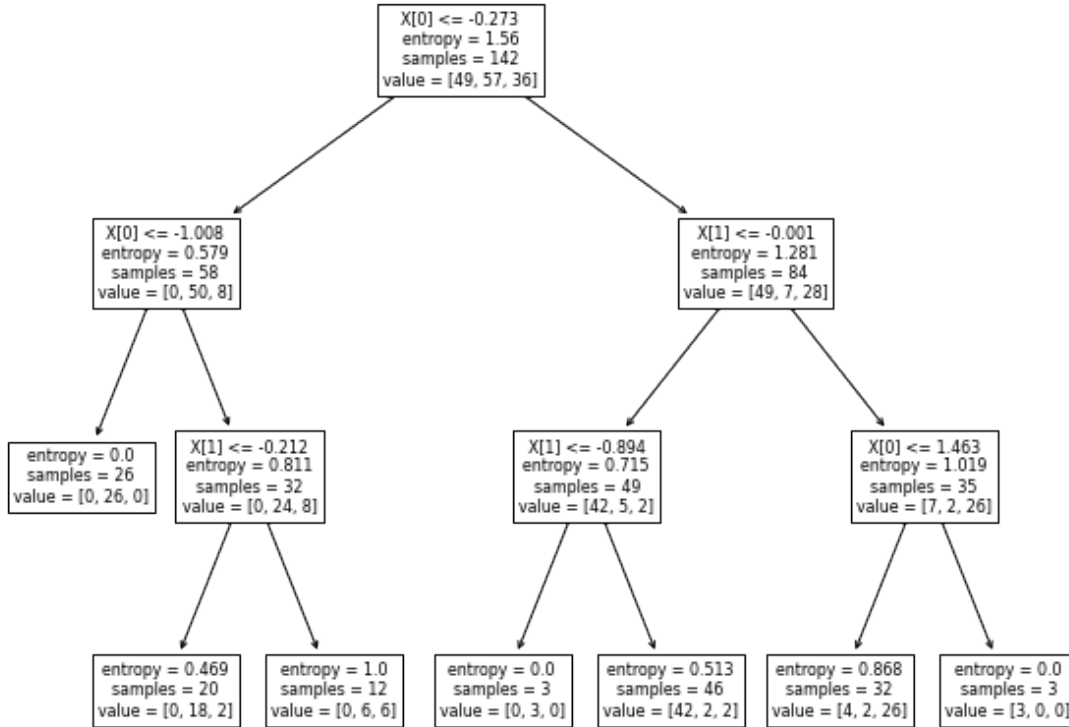 X[0] <= -0.273
entropy = 1.56
samples = 142
value = [49, 57, 36]
X[0] <= -1.008
entropy = 0.579
samples = 58
value = [0, 50, 8]
X[1] <= -0.001
entropy = 1.281
samples = 84
value = [49, 7, 28]
entropy = 0.0
samples = 26
value = [0, 26, 0]
X[1] <= -0.212
entropy = 0.811
samples = 32
value = [0, 24, 8]
X[1] <= -0.894
entropy = 0.715
samples = 49
value = [42, 5, 2]
X[0] <= 1.463
entropy = 1.019
samples = 35
value = [7, 2, 26]
entropy = 0.469
samples = 20
value = [0, 18, 2]
entropy = 1.0
samples = 12
value = [0, 6, 6]
entropy = 0.0
samples = 3
value = [0, 3, 0]
entropy = 0.513
samples = 46
value = [42, 2, 2]
entropy = 0.868
samples = 32
value = [4, 2, 26]
entropy = 0.0
samples = 3
value = [3, 0, 0]